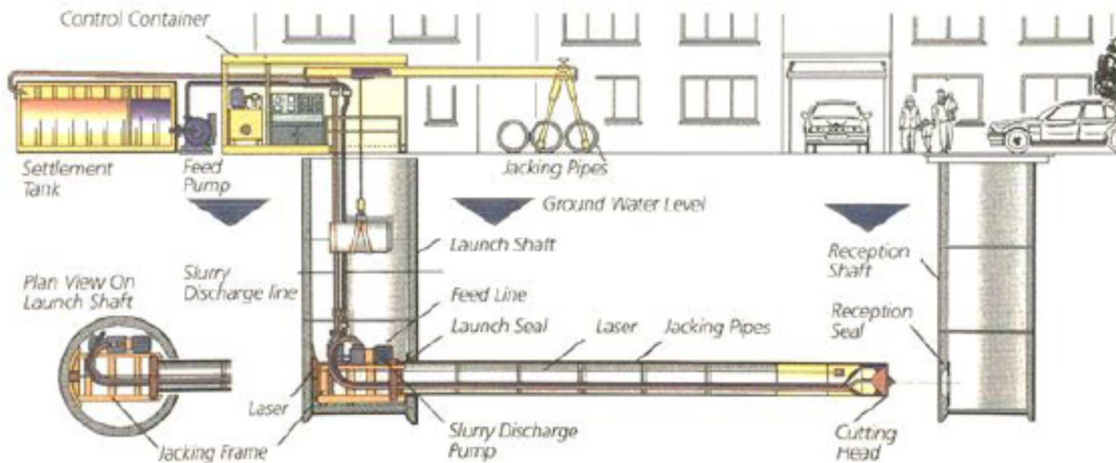 Control Container
Settlement
Tank
Feed
Pump
Jacking Pipes
Ground Water Level
Plan View On
Launch Shaft
Slurry
Discharge line
Launch Shaft
Feed Line
Launch Seal
Laser
Jacking Pipes
Reception
Shaft
Reception
Seal
Laser
Jacking Frame
Slurry Discharge
Pump
Cutting
Head